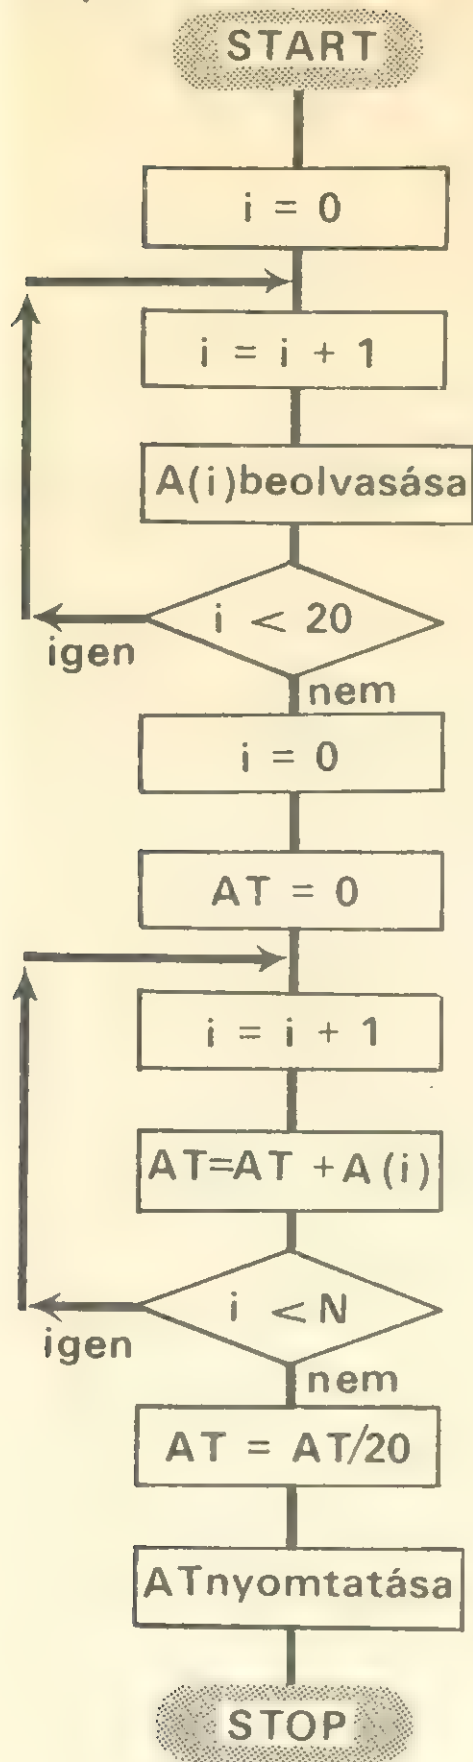 START
i = 0
i = i + 1
A(i)beolvasása
i < 20
igen
nem
i = 0
AT = 0
i = i + 1
AT=AT + A(i)
i < N
igen
nem
AT = AT/20
ATnyomtatása
STOP